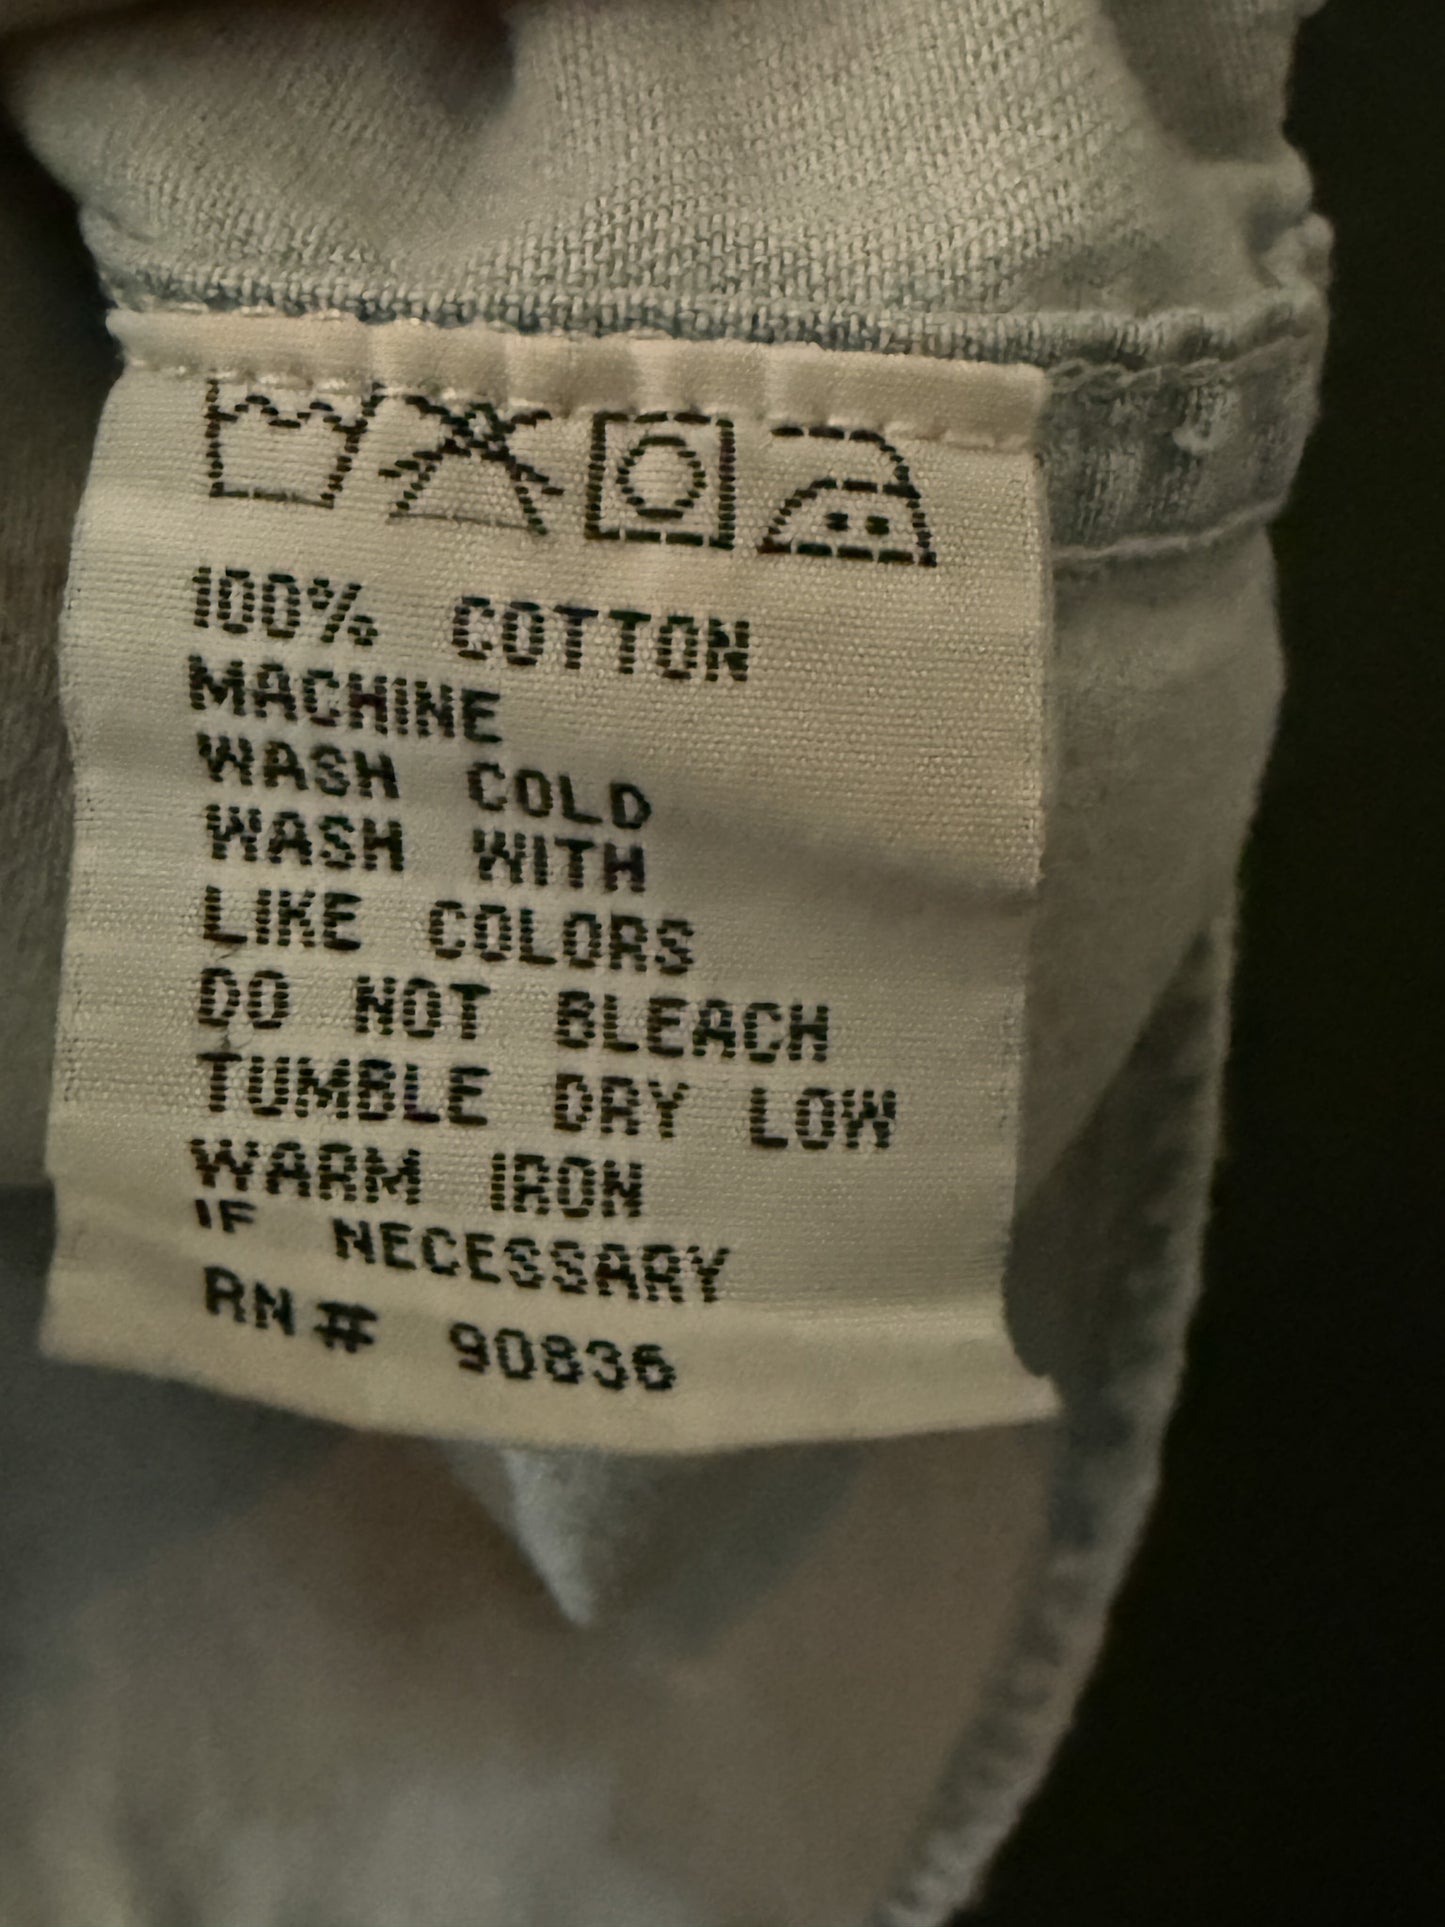 100% COTTON
MACHINE
WASH COLD
WASH WITH
LIKE COLORS
DO NOT BLEACH
TUMBLE DRY LOW
WARM IRON
IF NECESSARY
RN# 90836